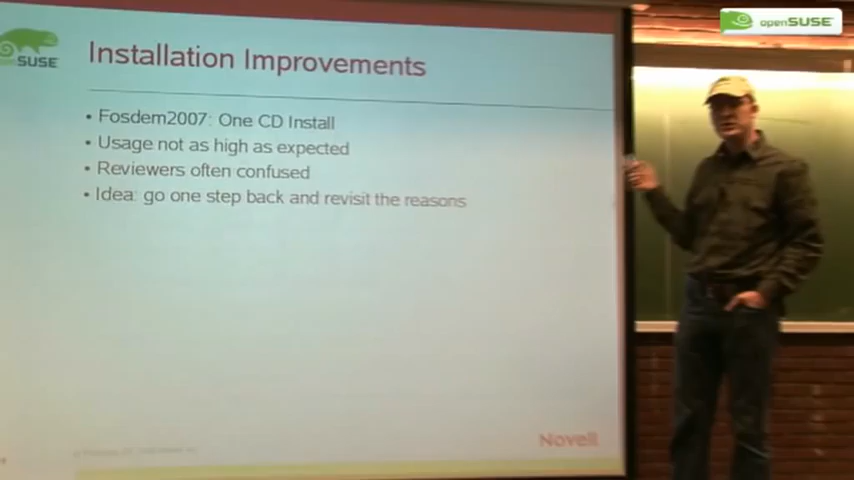 openSUSE
SUSE
Installation Improvements
• Fosdem2007: One CD Install
• Usage not as high as expected
• Reviewers often confused
• Idea: go one step back and revisit the reasons
Novell